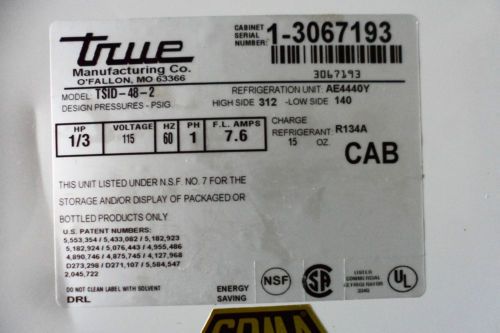 true
Manufacturing Co.
O'FALLON, MO 63366
CABINET
SERIAL
NUMBER: 1-3067193
3067193
MODEL: TSID-48-2
REFRIGERATION UNIT: AE4440Y
DESIGN PRESSURES - PSIG
HIGH SIDE 312 -LOW SIDE 140
HP VOLTAGE HZ PH F.L. AMPS
1/3 115 60 1 7.6
CHARGE
REFRIGERANT: R134A
15 OZ.
CAB
THIS UNIT LISTED UNDER N.S.F. NO. 7 FOR THE
STORAGE AND/OR DISPLAY OF PACKAGED OR
BOTTLED PRODUCTS ONLY
U.S. PATENT NUMBERS:
5,553,354 / 5,433,082 / 5,182,923
5,182,924 / 5,076,443 / 4,955,486
4,890,746 / 4,875,745 / 4,127,968
D273,298 / D271,107 / 5,584,547
2,045,722
DO NOT CLEAN LABEL WITH SOLVENT
DRL
ENERGY
SAVING
NSF
SA
LISTED
COMMERCIAL
REFRIGERATOR
UL